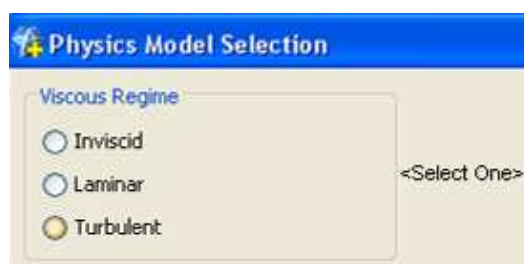 Physics Model Selection
Viscous Regime
Inviscid
Laminar
<Select One>
Turbulent